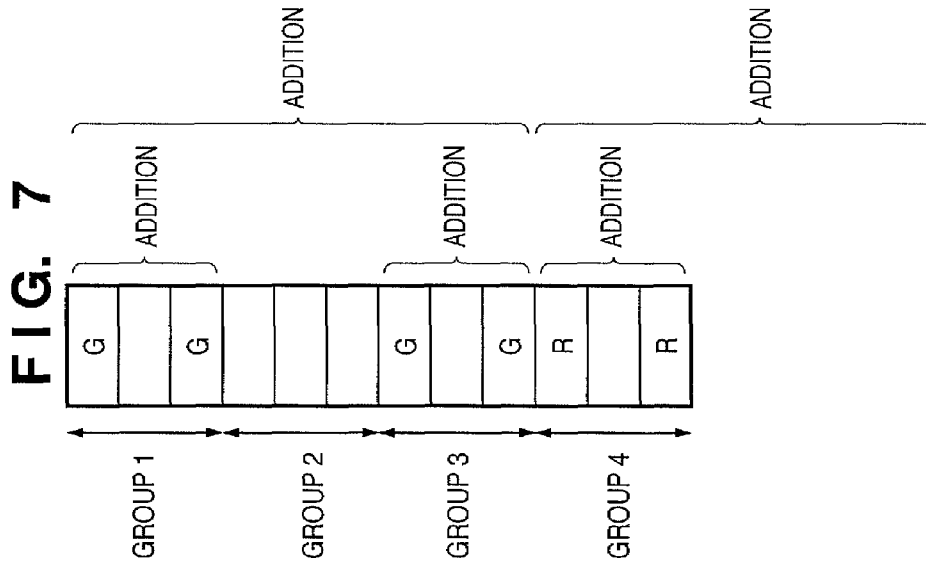 FIG. 7
GROUP 1
GROUP 2
GROUP 3
GROUP 4
G
G
G
G
R
R
ADDITION
ADDITION
ADDITION
ADDITION
ADDITION